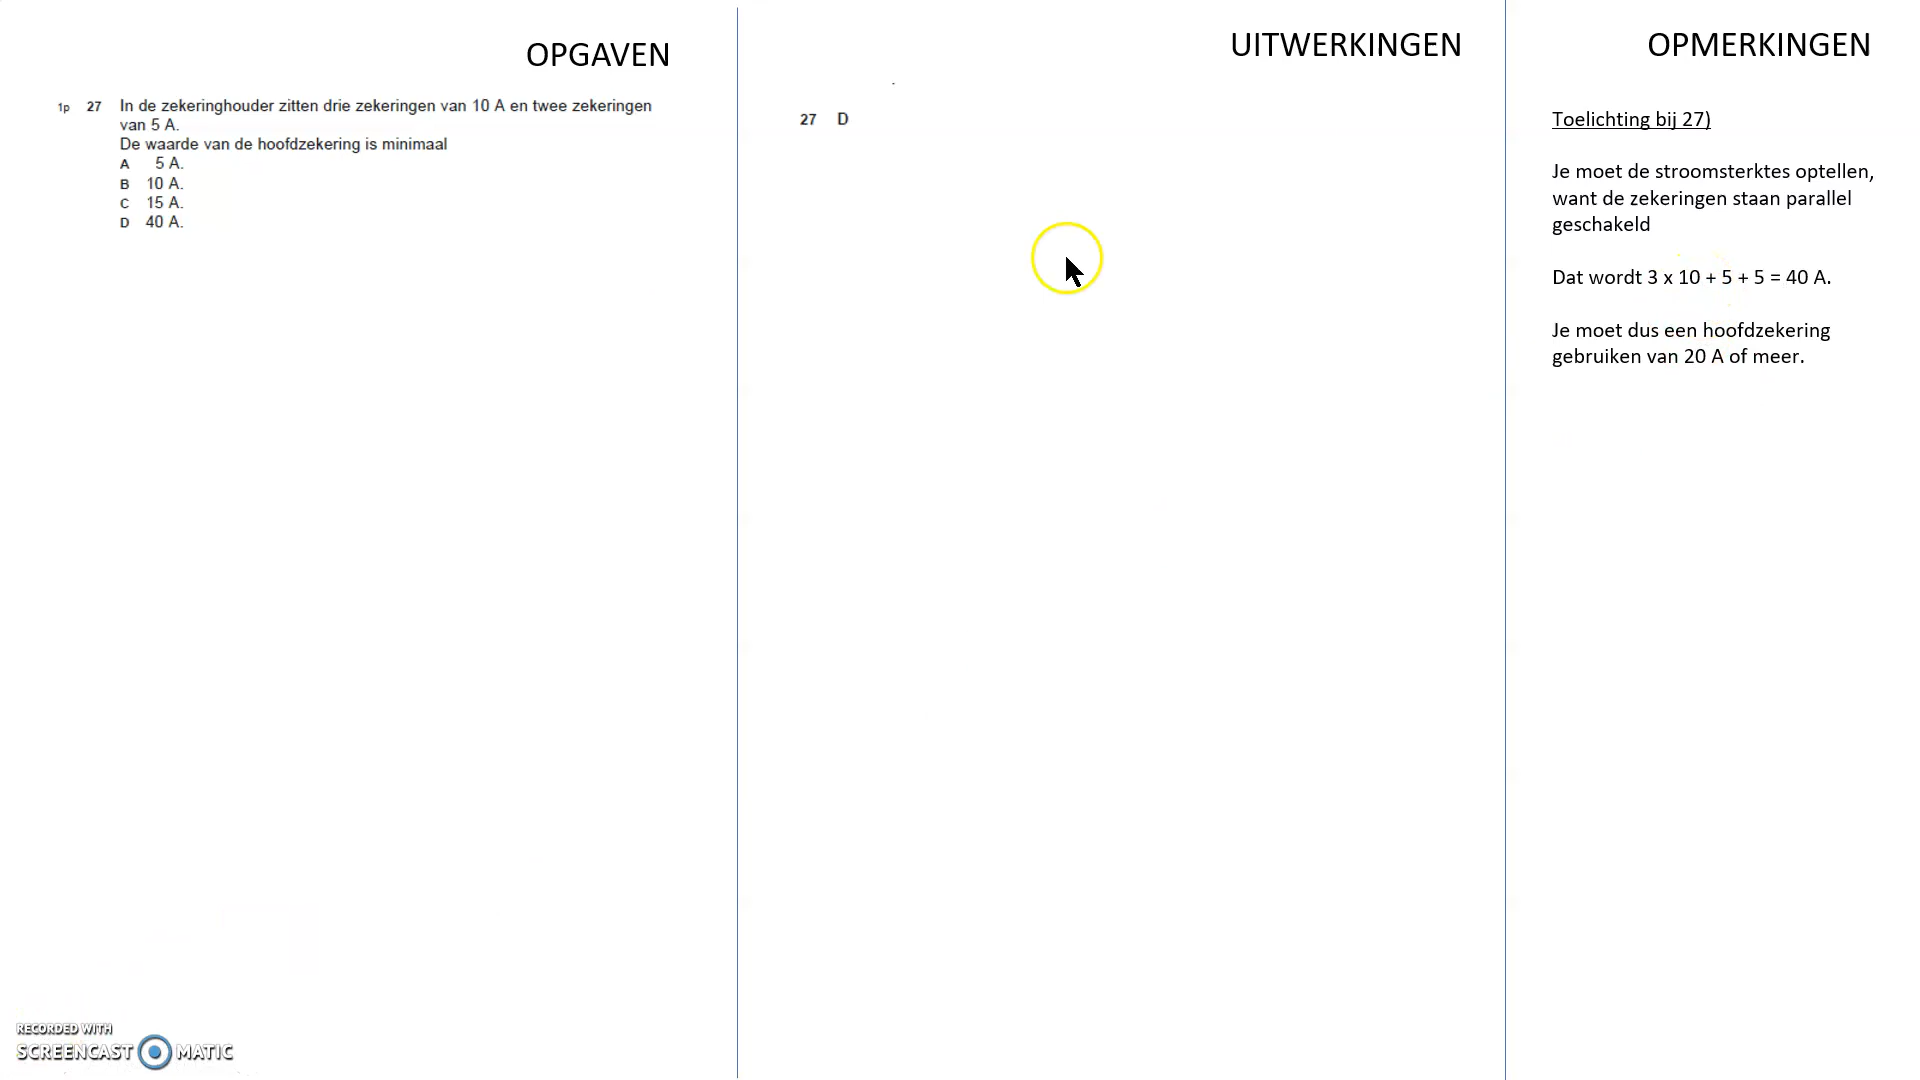 OPGAVEN
1p 27 In de zekeringhouder zitten drie zekeringen van 10 A en twee zekeringen
van 5 A.
De waarde van de hoofdzekering is minimaal
A 5 A.
B 10 A.
C 15 A.
D 40 A.
UITWERKINGEN
27 D
OPMERKINGEN
Toelichting bij 27)
Je moet de stroomsterktes optellen,
want de zekeringen staan parallel
geschakeld
Dat wordt 3 x 10 + 5 + 5 = 40 A.
Je moet dus een hoofdzekering
gebruiken van 20 A of meer.
RECORDED WITH
SCREENCAST MATIC